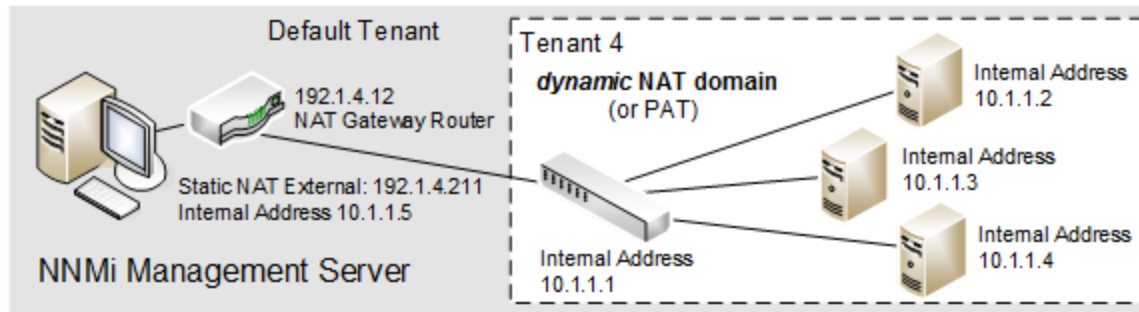 Default Tenant
192.1.4.12
NAT Gateway Router
Static NAT External: 192.1.4.211
Internal Address 10.1.1.5
NNMi Management Server
Tenant 4
dynamic NAT domain
(or PAT)
Internal Address
10.1.1.1
Internal Address
10.1.1.2
Internal Address
10.1.1.3
Internal Address
10.1.1.4